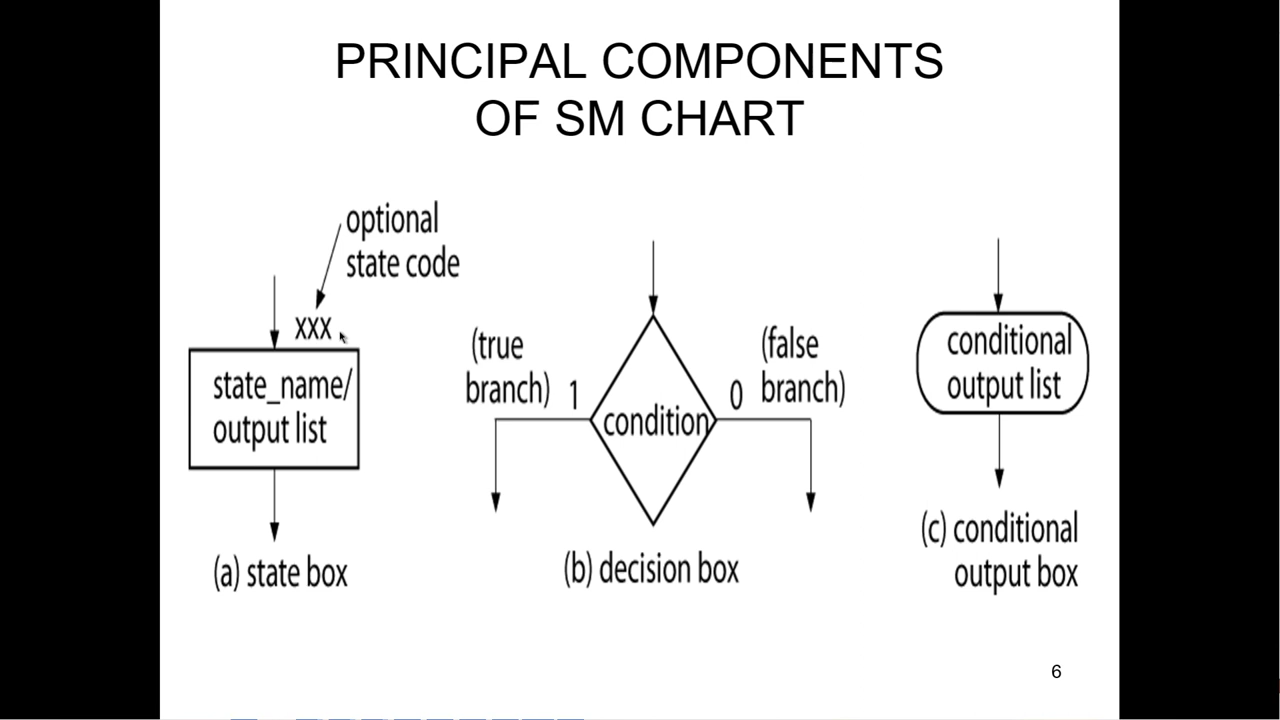 PRINCIPAL COMPONENTS
OF SM CHART
optional
state code
xxx
state_name/
output list
(a) state box
(true
branch) 1
condition
0 (false
branch)
(b) decision box
conditional
output list
(c) conditional
output box
6